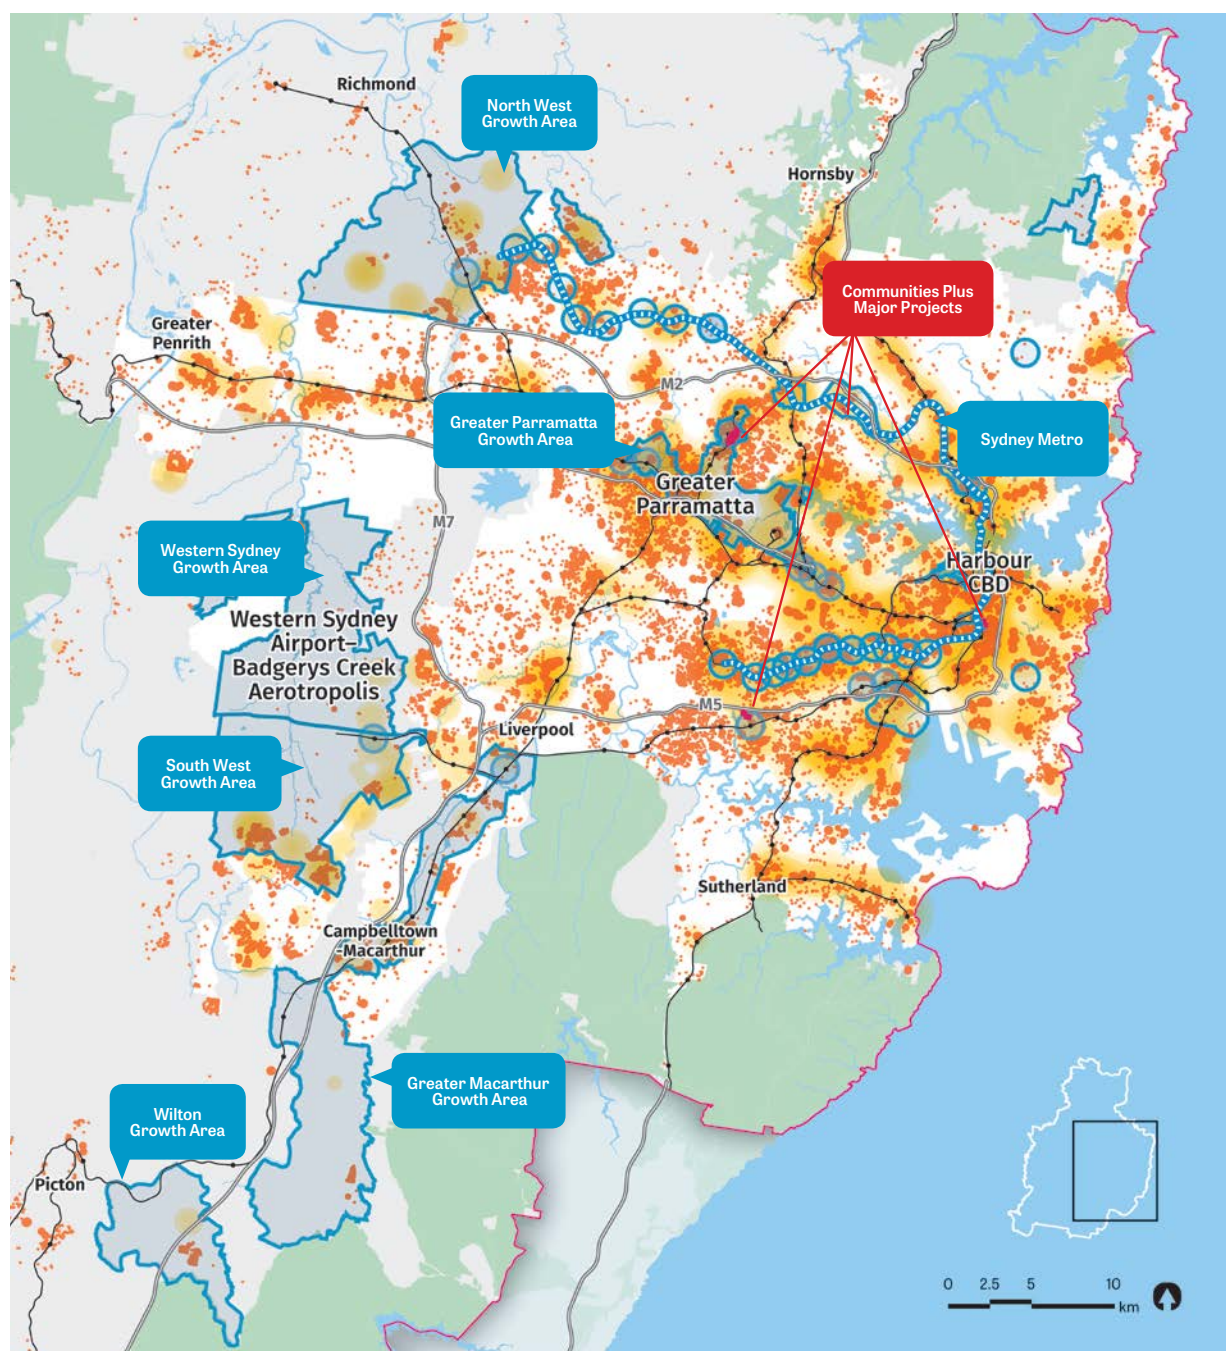 Richmond
North West
Growth Area
Hornsby
Communities Plus
Major Projects
Greater
Penrith
M2
Greater Parramatta
Growth Area
Sydney Metro
Greater
Parramatta
M7
Western Sydney
Growth Area
Harbour
CBD
Western Sydney
Airport–
Badgerys Creek
Aerotropolis
M5
Liverpool
South West
Growth Area
Sutherland
Campbelltown
-Macarthur
Greater Macarthur
Growth Area
Wilton
Growth Area
Picton
0 2.5 5 10
km